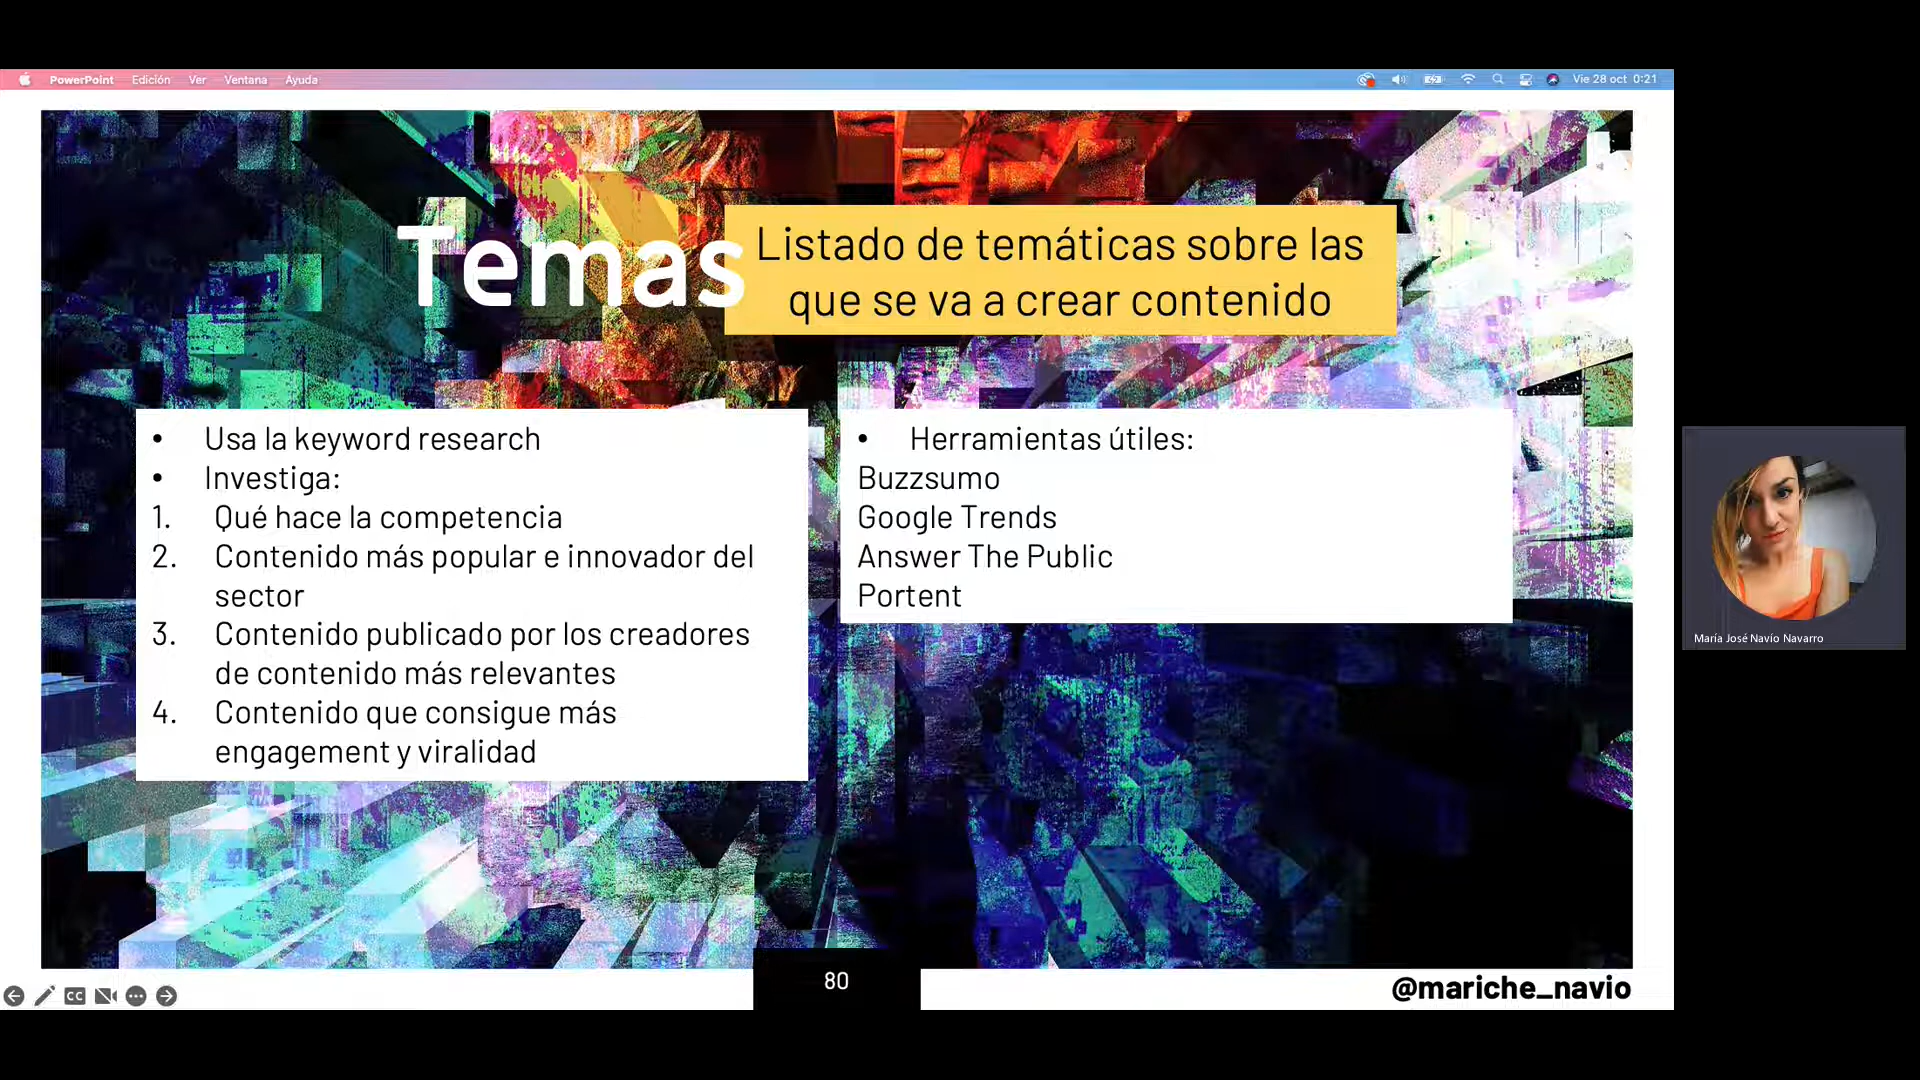 PowerPoint Edición Ver Ventana Ayuda
Vie 28 oct 0:21
Temas
Listado de temáticas sobre las
que se va a crear contenido
• Usa la keyword research
• Investiga:
1. Qué hace la competencia
2. Contenido más popular e innovador del
sector
3. Contenido publicado por los creadores
de contenido más relevantes
4. Contenido que consigue más
engagement y viralidad
• Herramientas útiles:
Buzzsumo
Google Trends
Answer The Public
Portent
María José Navío Navarro
80
CC
@mariche_navio